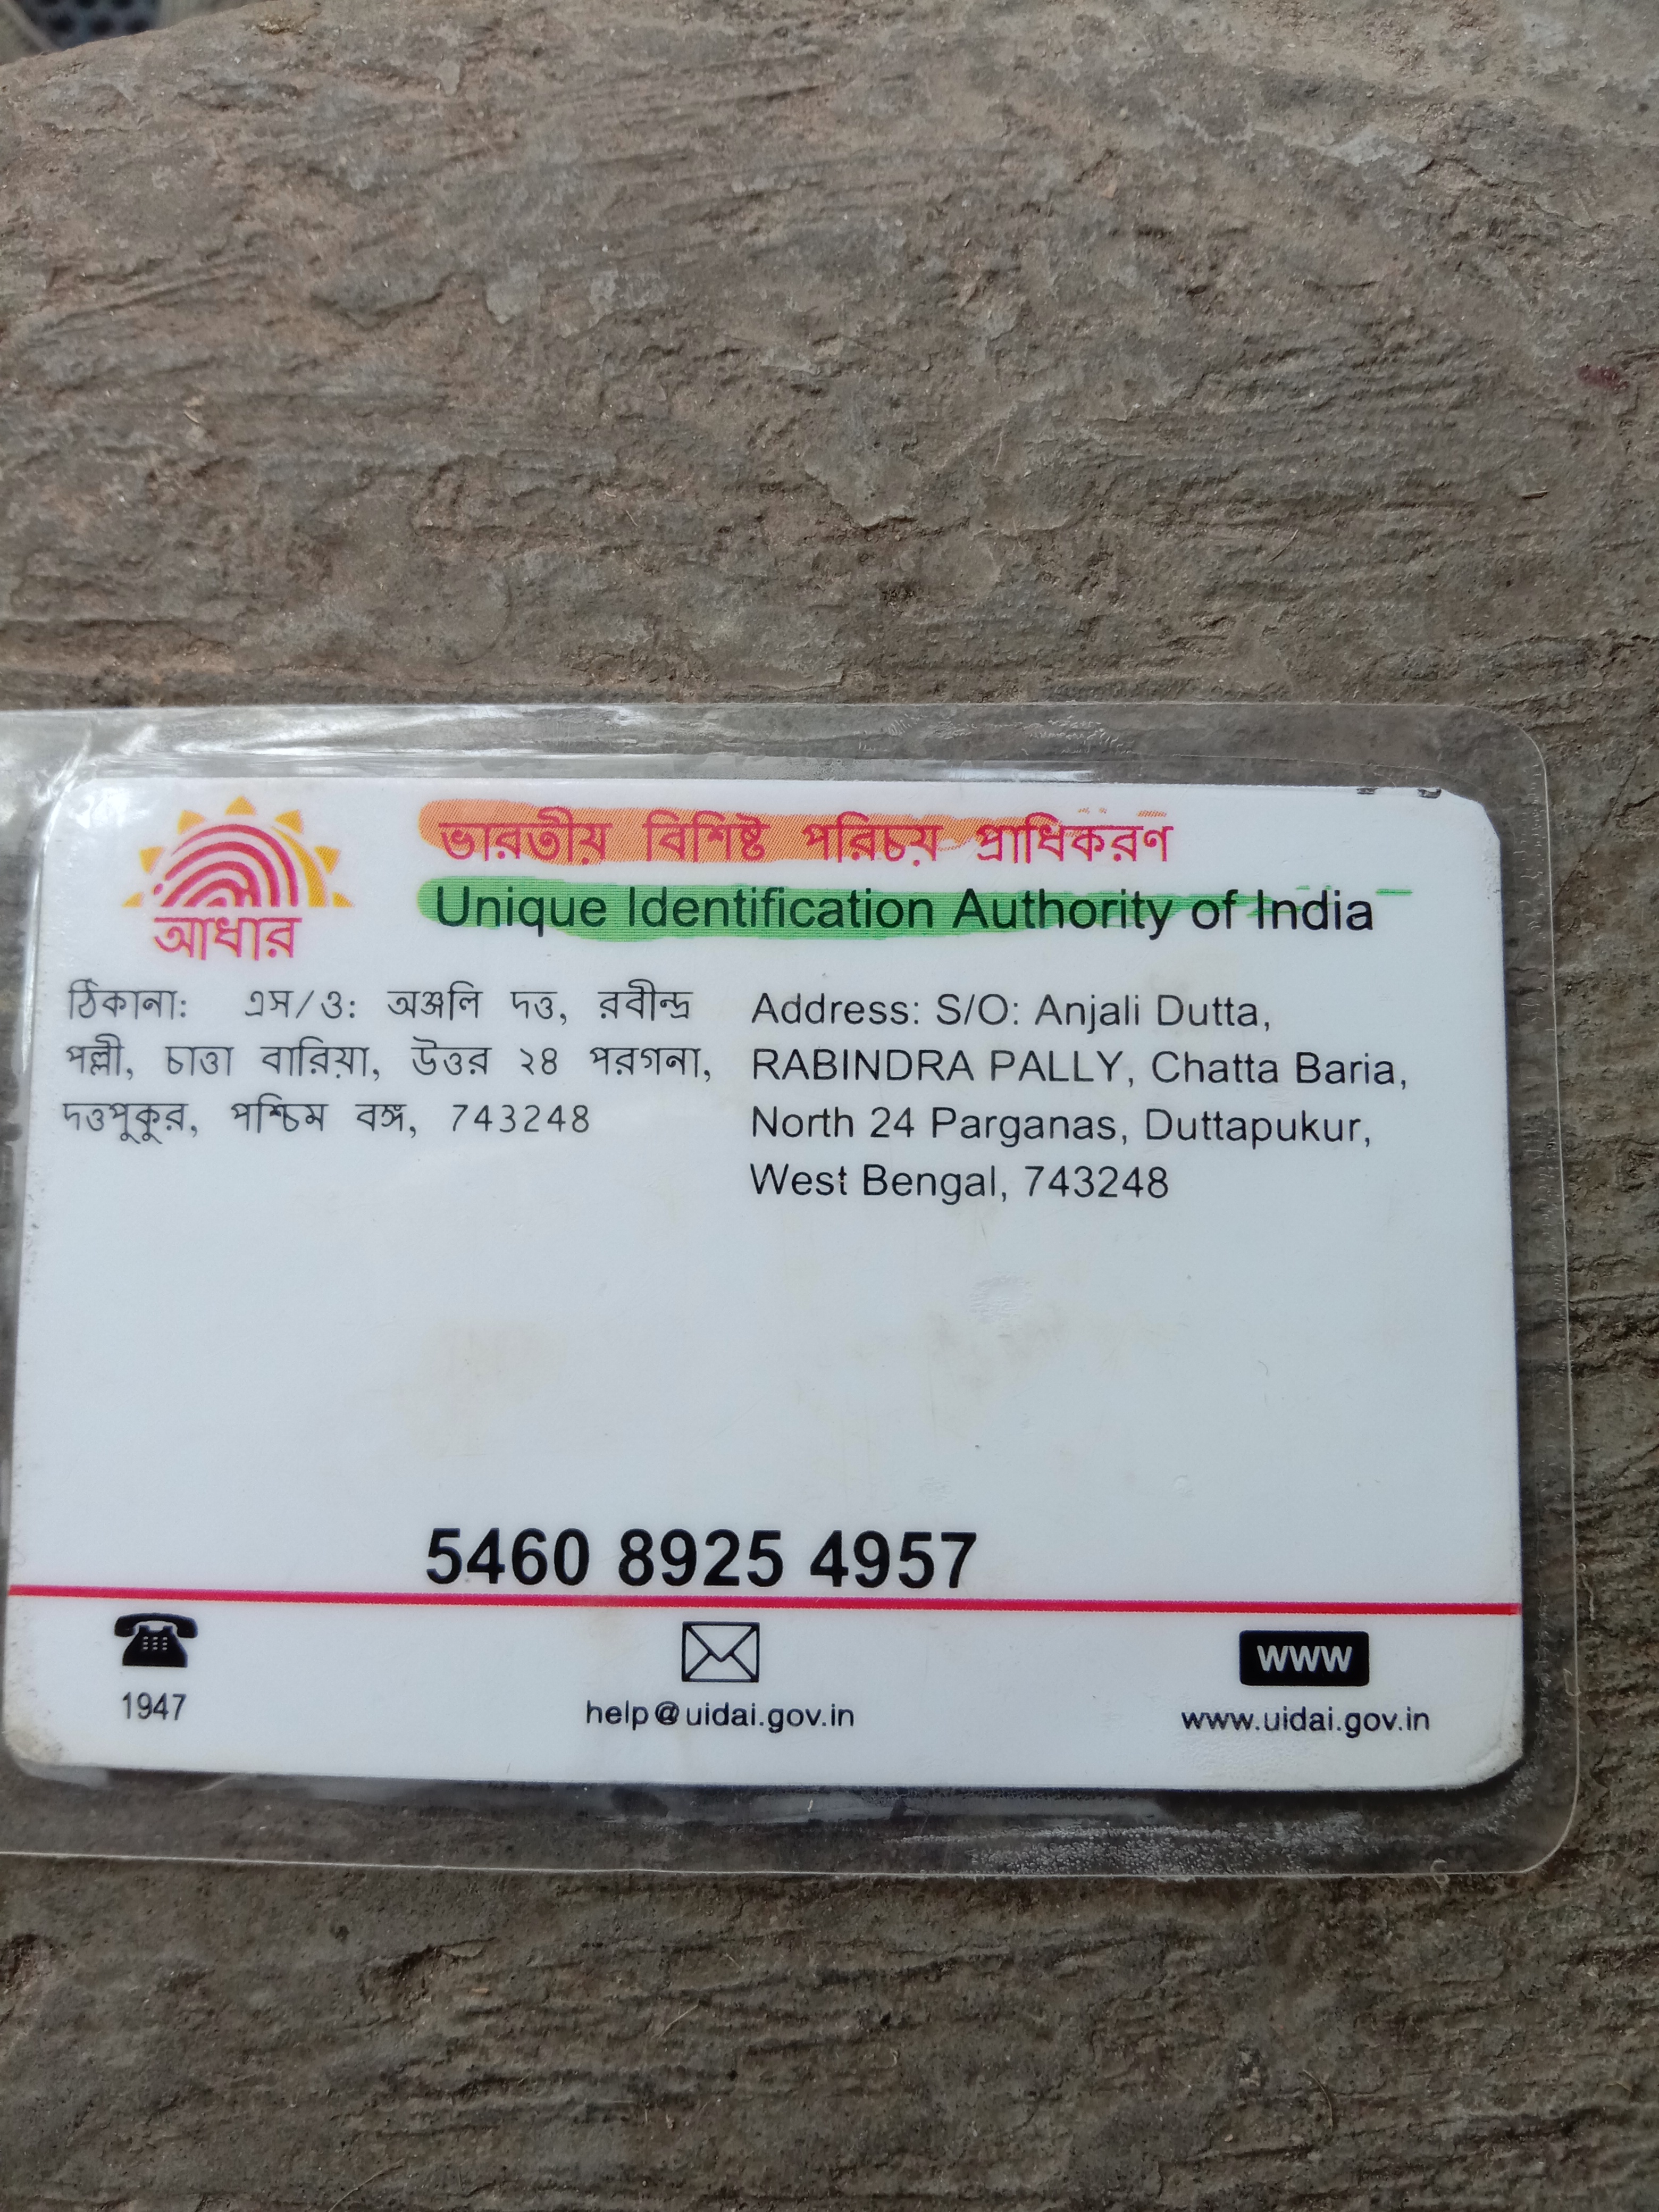 ভারতীয় বিশিষ্ট পরিচয় প্রাধিকরণ
Unique Identification Authority of India
আধার
ঠিকানা: এস/ও: অঞ্জলি দত্ত, রবীন্দ্র
পল্লী, চাত্তা বারিয়া, উত্তর ২৪ পরগনা,
দত্তপুকুর, পশ্চিম বঙ্গ, 743248
Address: S/O: Anjali Dutta,
RABINDRA PALLY, Chatta Baria,
North 24 Parganas, Duttapukur,
West Bengal, 743248
5460 8925 4957
1947
help@uidai.gov.in
www
www.uidai.gov.in